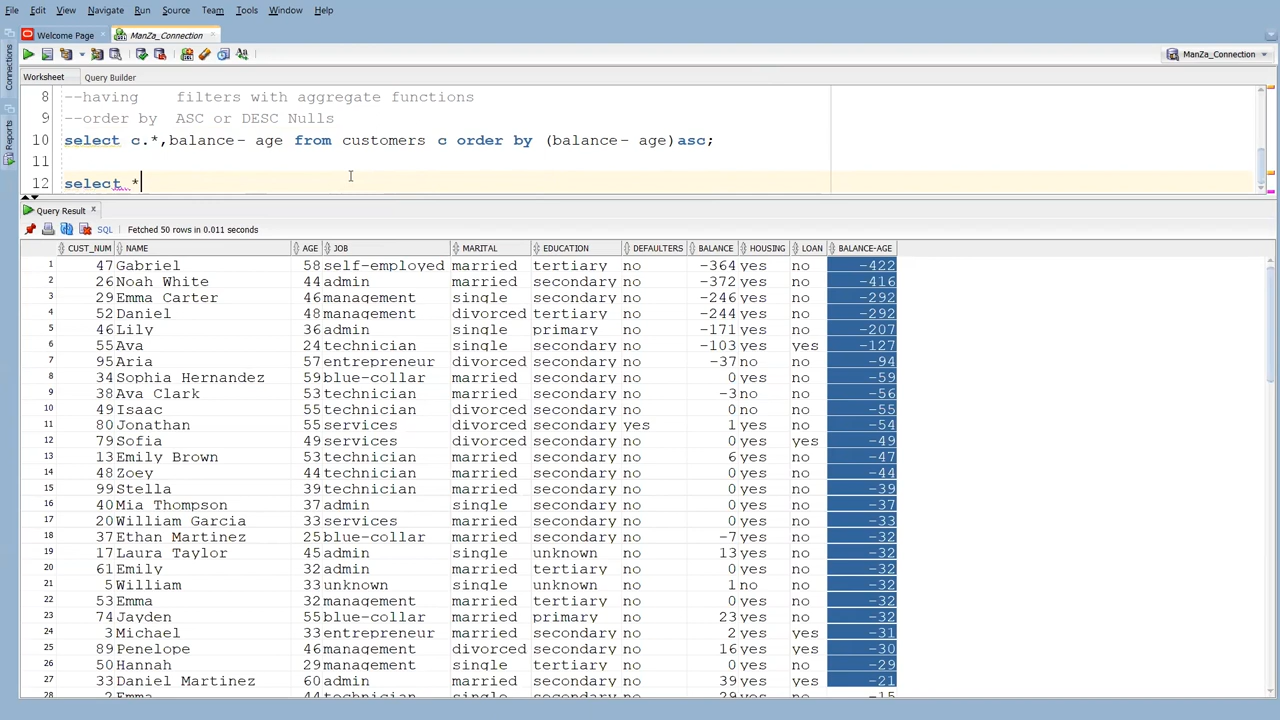 File Edit View Navigate Run Source Team Tools Window Help
Welcome Page ManZa_Connection
ManZa_Connection
Connections
Reports
Worksheet Query Builder
8 --having    filters with aggregate functions
9 --order by  ASC or DESC Nulls
10 select c.*,balance- age from customers c order by (balance- age)asc;
11
12 select *
Query Result
SQL Fetched 50 rows in 0.011 seconds
CUST_NUM NAME AGE JOB MARITAL EDUCATION DEFAULTERS BALANCE HOUSING LOAN BALANCE-AGE
1 47 Gabriel 58 self-employed married tertiary no -364 yes no -422
2 26 Noah White 44 admin married secondary no -372 yes no -416
3 29 Emma Carter 46 management single secondary no -246 yes no -292
4 52 Daniel 48 management divorced tertiary no -244 yes no -292
5 46 Lily 36 admin single primary no -171 yes no -207
6 55 Ava 24 technician single secondary no -103 yes yes -127
7 95 Aria 57 entrepreneur divorced secondary no -37 no no -94
8 34 Sophia Hernandez 59 blue-collar married secondary no 0 yes no -59
9 38 Ava Clark 53 technician married secondary no -3 no no -56
10 49 Isaac 55 technician divorced secondary no 0 no no -55
11 80 Jonathan 55 services divorced secondary yes 1 yes no -54
12 79 Sofia 49 services married secondary no 0 yes yes -49
13 13 Emily Brown 53 technician married secondary no 6 yes no -47
14 48 Zoey 44 technician married secondary no 0 yes no -44
15 99 Stella 39 technician married secondary no 0 yes no -39
16 40 Mia Thompson 37 admin single secondary no 0 yes no -37
17 20 William Garcia 33 services married secondary no 0 yes no -33
18 37 Ethan Martinez 25 blue-collar married secondary no -7 yes no -32
19 17 Laura Taylor 45 admin single unknown no 13 yes no -32
20 61 Emily 32 admin married tertiary no 0 yes no -32
21 5 William 33 unknown single unknown no 1 no no -32
22 53 Emma 32 management married tertiary no 0 yes no -32
23 74 Jayden 55 blue-collar married primary no 23 yes no -32
24 3 Michael 33 entrepreneur married secondary no 2 yes yes -31
25 89 Penelope 46 management divorced secondary no 16 yes yes -30
26 50 Hannah 29 management single tertiary no 0 yes no -29
27 33 Daniel Martinez 60 admin married secondary no 39 yes yes -21
28 2 Emma 44 technician single secondary no 29 yes no -15